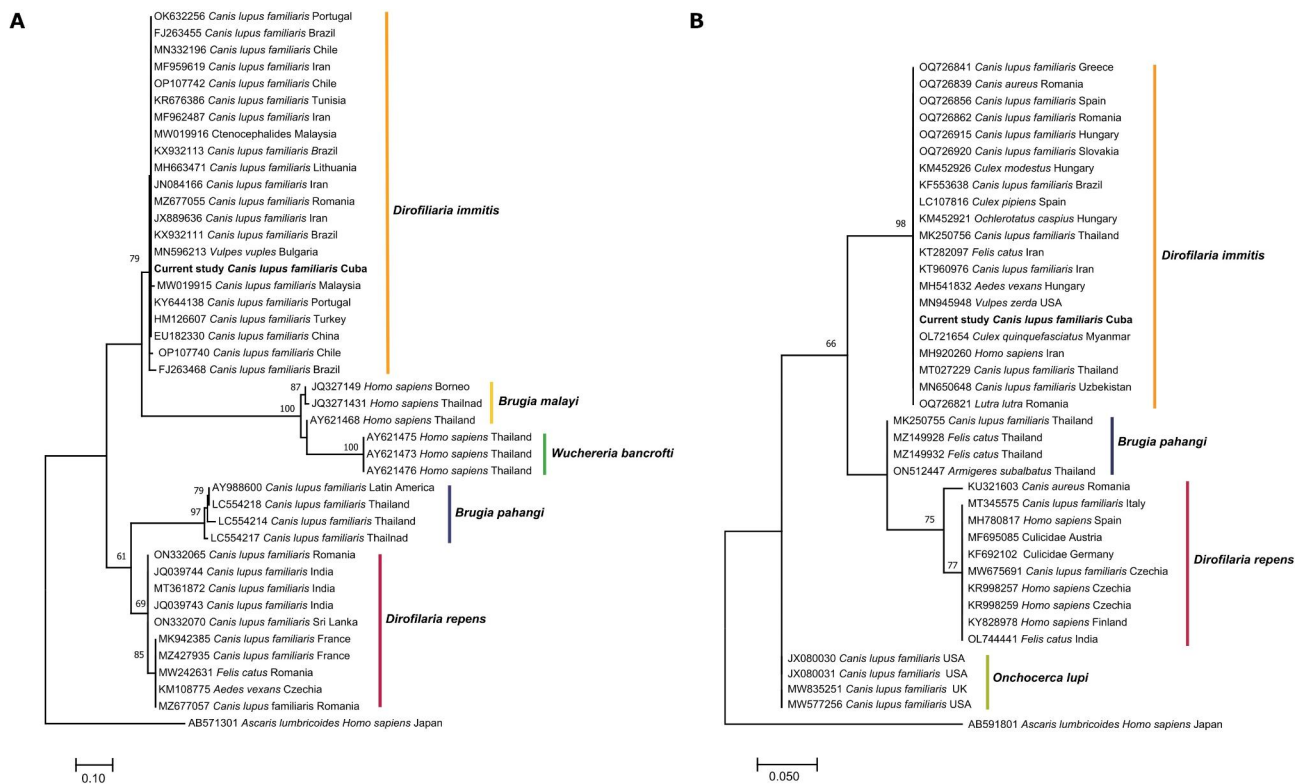 A
OK632256 Canis lupus familiaris Portugal
FJ263455 Canis lupus familiaris Brazil
MN332196 Canis lupus familiaris Chile
MF959619 Canis lupus familiaris Iran
OP107742 Canis lupus familiaris Chile
KR676386 Canis lupus familiaris Tunisia
MF962487 Canis lupus familiaris Iran
MW019916 Ctenocephalides Malaysia
KX932113 Canis lupus familiaris Brazil
MH663471 Canis lupus familiaris Lithuania
JN084166 Canis lupus familiaris Iran
MZ677055 Canis lupus familiaris Romania
JX889636 Canis lupus familiaris Iran
KX932111 Canis lupus familiaris Brazil
MN596213 Vulpes vuples Bulgaria
Current study Canis lupus familiaris Cuba
MW019915 Canis lupus familiaris Malaysia
KY644138 Canis lupus familiaris Portugal
HM126607 Canis lupus familiaris Turkey
EU182330 Canis lupus familiaris China
OP107740 Canis lupus familiaris Chile
FJ263468 Canis lupus familiaris Brazil
Dirofiliaria immitis
79
JQ327149 Homo sapiens Borneo
JQ3271431 Homo sapiens Thailnad
AY621468 Homo sapiens Thailand
Brugia malayi
87
100
AY621475 Homo sapiens Thailand
AY621473 Homo sapiens Thailand
AY621476 Homo sapiens Thailand
Wuchereria bancrofti
100
AY988600 Canis lupus familiaris Latin America
LC554218 Canis lupus familiaris Thailand
LC554214 Canis lupus familiaris Thailand
LC554217 Canis lupus familiaris Thailnad
Brugia pahangi
79
97
61
ON332065 Canis lupus familiaris Romania
JQ039744 Canis lupus familiaris India
MT361872 Canis lupus familiaris India
JQ039743 Canis lupus familiaris India
ON332070 Canis lupus familiaris Sri Lanka
MK942385 Canis lupus familiaris France
MZ427935 Canis lupus familiaris France
MW242631 Felis catus Romania
KM108775 Aedes vexans Czechia
MZ677057 Canis lupus familiaris Romania
Dirofilaria repens
69
85
AB571301 Ascaris lumbricoides Homo sapiens Japan
0.10
B
OQ726841 Canis lupus familiaris Greece
OQ726839 Canis aureus Romania
OQ726856 Canis lupus familiaris Spain
OQ726862 Canis lupus familiaris Romania
OQ726915 Canis lupus familiaris Hungary
OQ726920 Canis lupus familiaris Slovakia
KM452926 Culex modestus Hungary
KF553638 Canis lupus familiaris Brazil
LC107816 Culex pipiens Spain
KM452921 Ochlerotatus caspius Hungary
MK250756 Canis lupus familiaris Thailand
KT282097 Felis catus Iran
KT960976 Canis lupus familiaris Iran
MH541832 Aedes vexans Hungary
MN945948 Vulpes zerda USA
Current study Canis lupus familiaris Cuba
OL721654 Culex quinquefasciatus Myanmar
MH920260 Homo sapiens Iran
MT027229 Canis lupus familiaris Thailand
MN650648 Canis lupus familiaris Uzbekistan
OQ726821 Lutra lutra Romania
Dirofilaria immitis
98
66
MK250755 Canis lupus familiaris Thailand
MZ149928 Felis catus Thailand
MZ149932 Felis catus Thailand
ON512447 Armigeres subalbatus Thailand
Brugia pahangi
KU321603 Canis aureus Romania
MT345575 Canis lupus familiaris Italy
MH780817 Homo sapiens Spain
MF695085 Culicidae Austria
KF692102 Culicidae Germany
MW675691 Canis lupus familiaris Czechia
KR998257 Homo sapiens Czechia
KR998259 Homo sapiens Czechia
KY828978 Homo sapiens Finland
OL744441 Felis catus India
Dirofilaria repens
75
77
JX080030 Canis lupus familiaris USA
JX080031 Canis lupus familiaris USA
MW835251 Canis lupus familiaris UK
MW577256 Canis lupus familiaris USA
Onchocerca lupi
AB591801 Ascaris lumbricoides Homo sapiens Japan
0.050